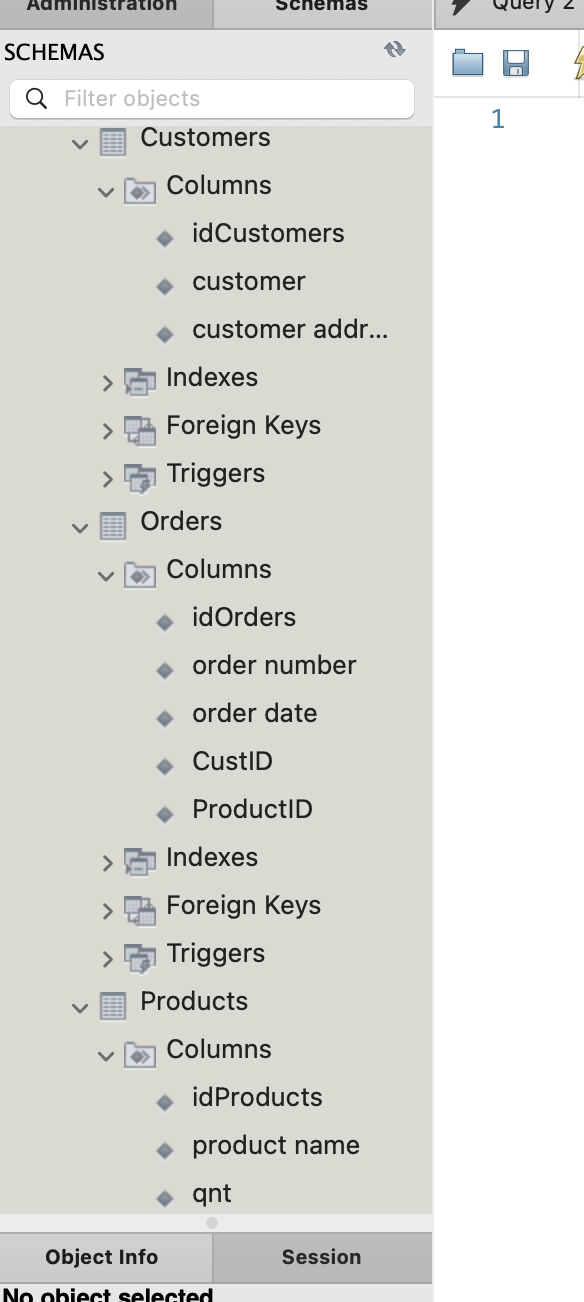 Administration
Schemas
Query 2
SCHEMAS
Filter objects
1
Customers
Columns
idCustomers
customer
customer addr...
Indexes
Foreign Keys
Triggers
Orders
Columns
idOrders
order number
order date
CustID
ProductID
Indexes
Foreign Keys
Triggers
Products
Columns
idProducts
product name
qnt
Object Info
Session
No object selected